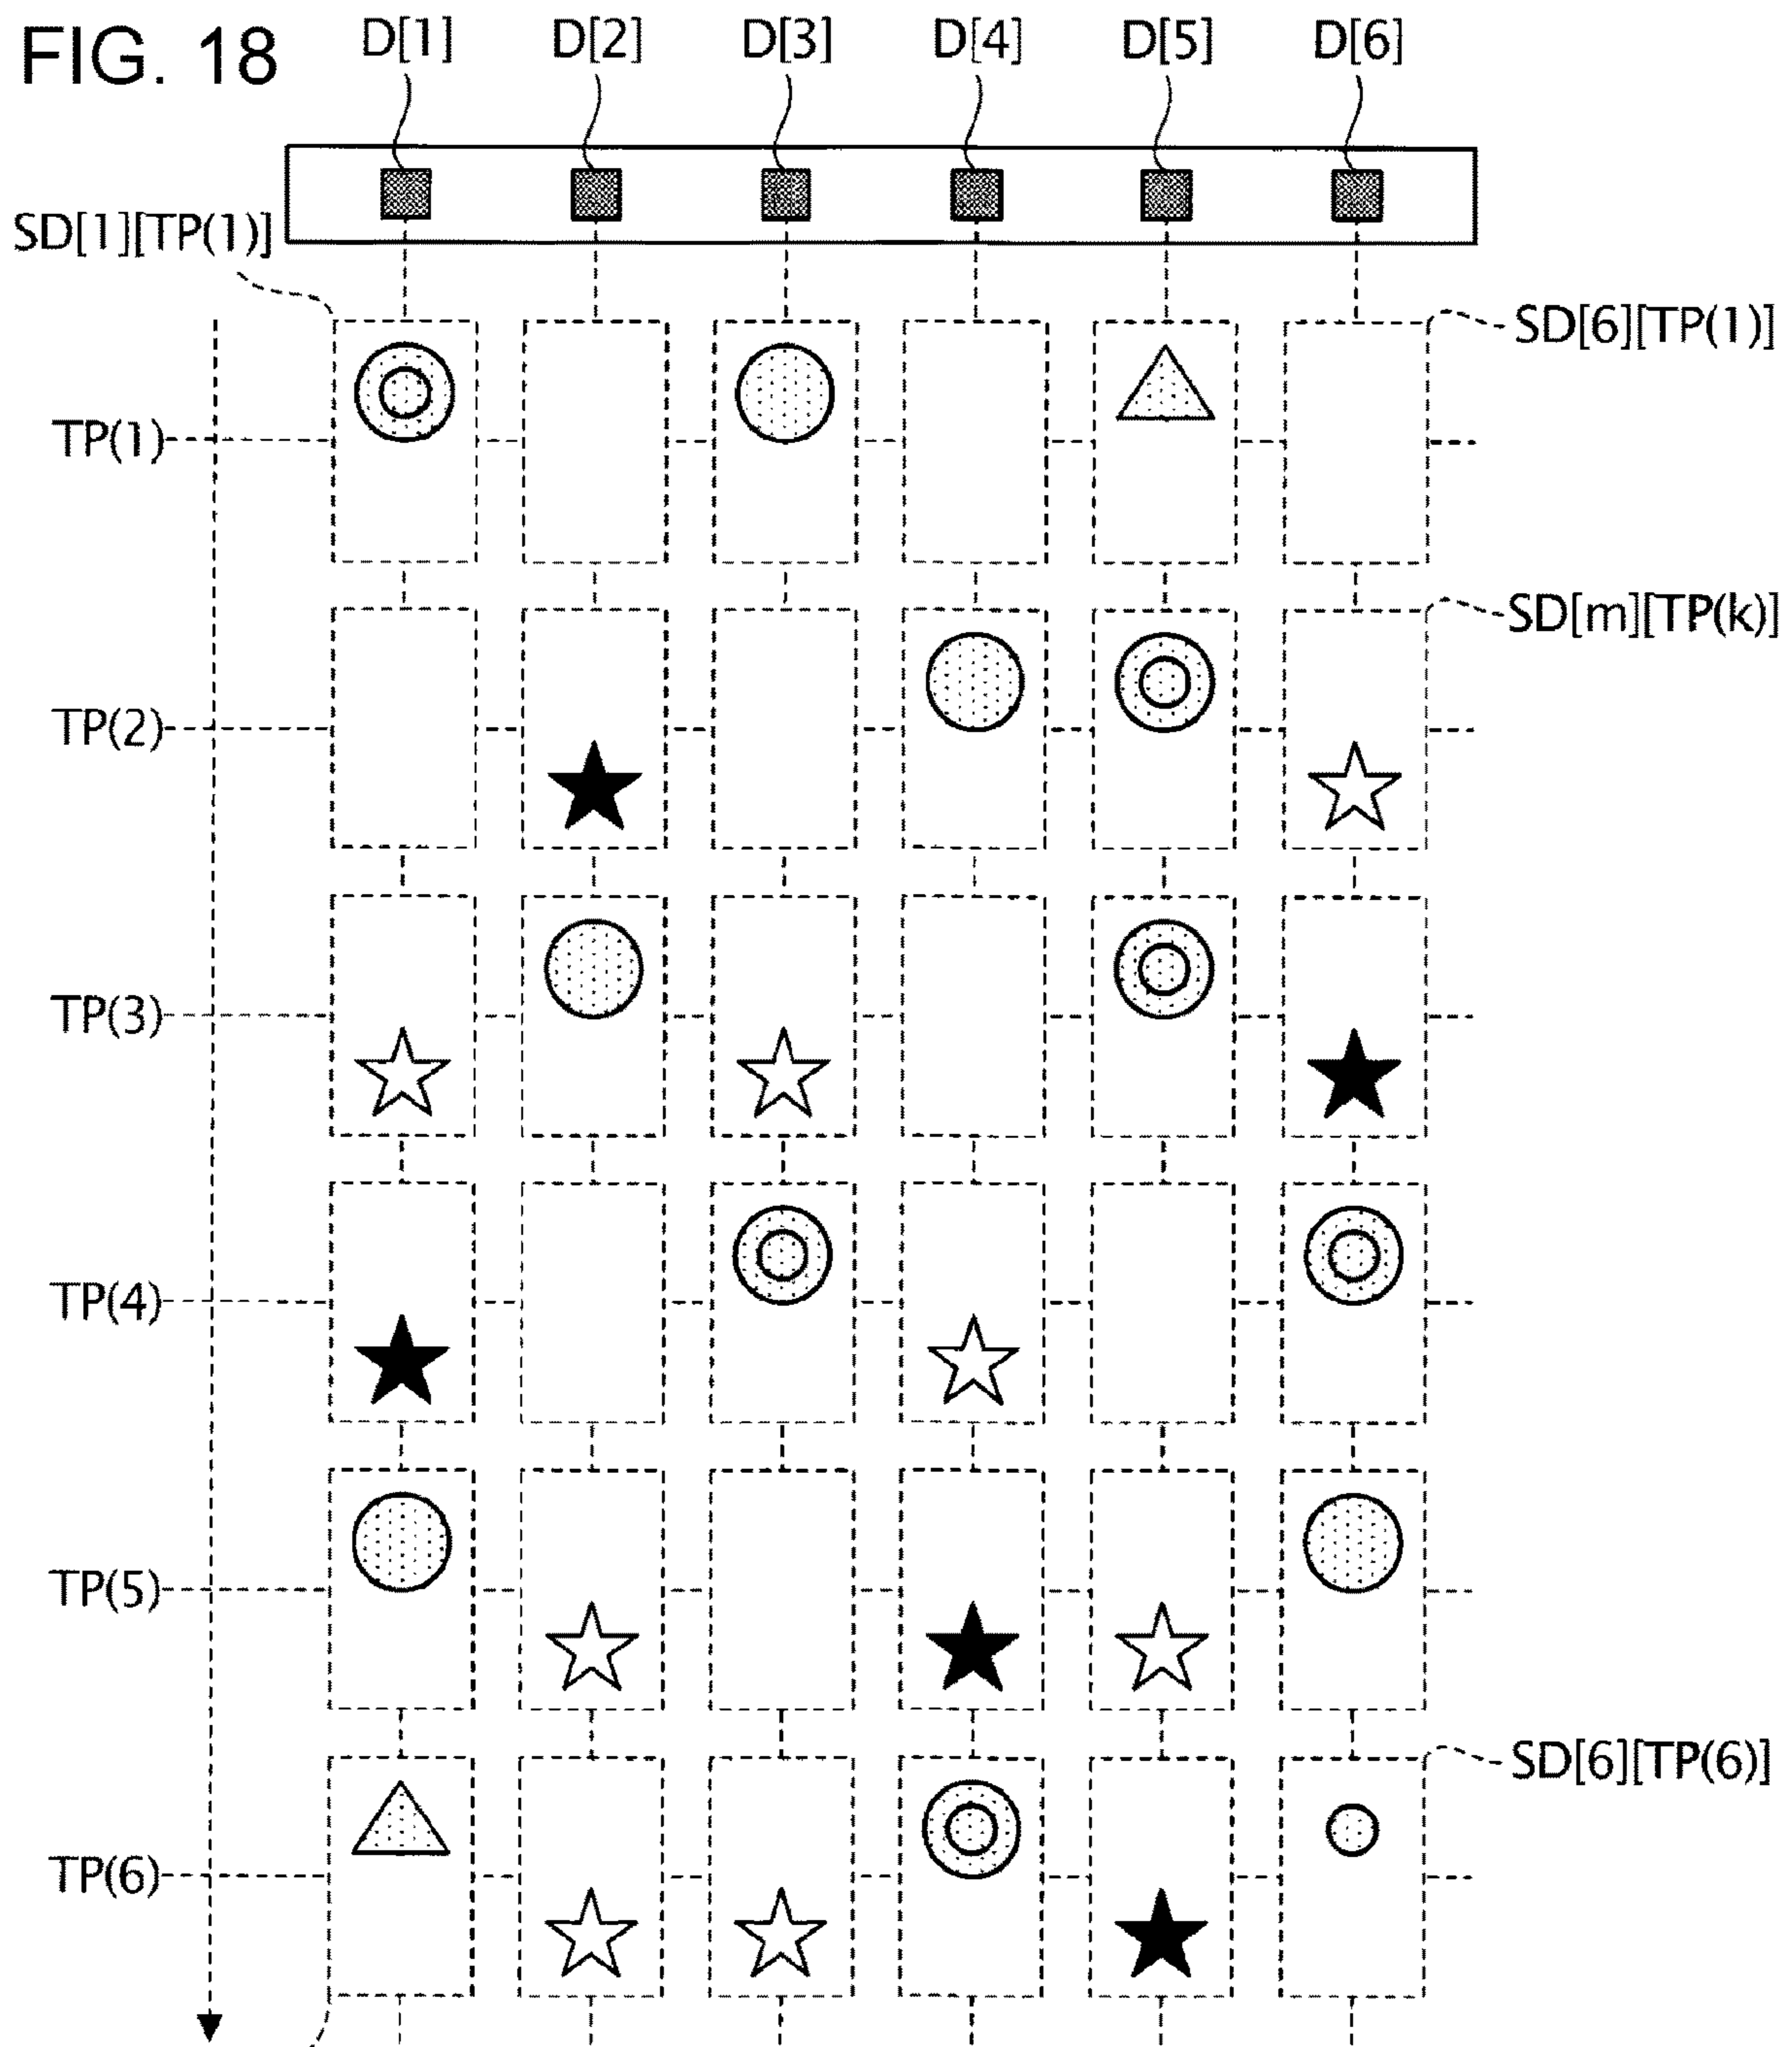 FIG. 18
D[1] D[2] D[3] D[4] D[5] D[6]
SD[1][TP(1)]
SD[6][TP(1)]
TP(1)
SD[m][TP(k)]
TP(2)
TP(3)
TP(4)
TP(5)
SD[6][TP(6)]
TP(6)